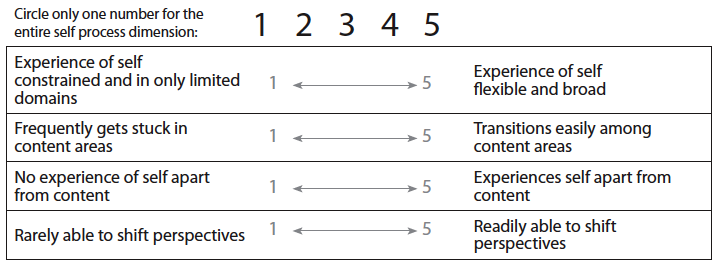 Circle only one number for the
entire self process dimension: 1 2 3 4 5
Experience of self
constrained and in only limited
domains
1 5
Experience of self
flexible and broad
Frequently gets stuck in
content areas
1 5
Transitions easily among
content areas
No experience of self apart
from content
1 5
Experiences self apart from
content
Rarely able to shift perspectives
1 5
Readily able to shift
perspectives